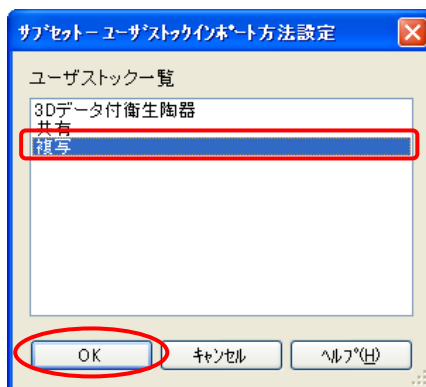 サブセット－ユーザストックインポート方法設定
ユーザストック一覧
3Dデータ付衛生陶器
共有
複写
OK
キャンセル
ヘルプ(H)